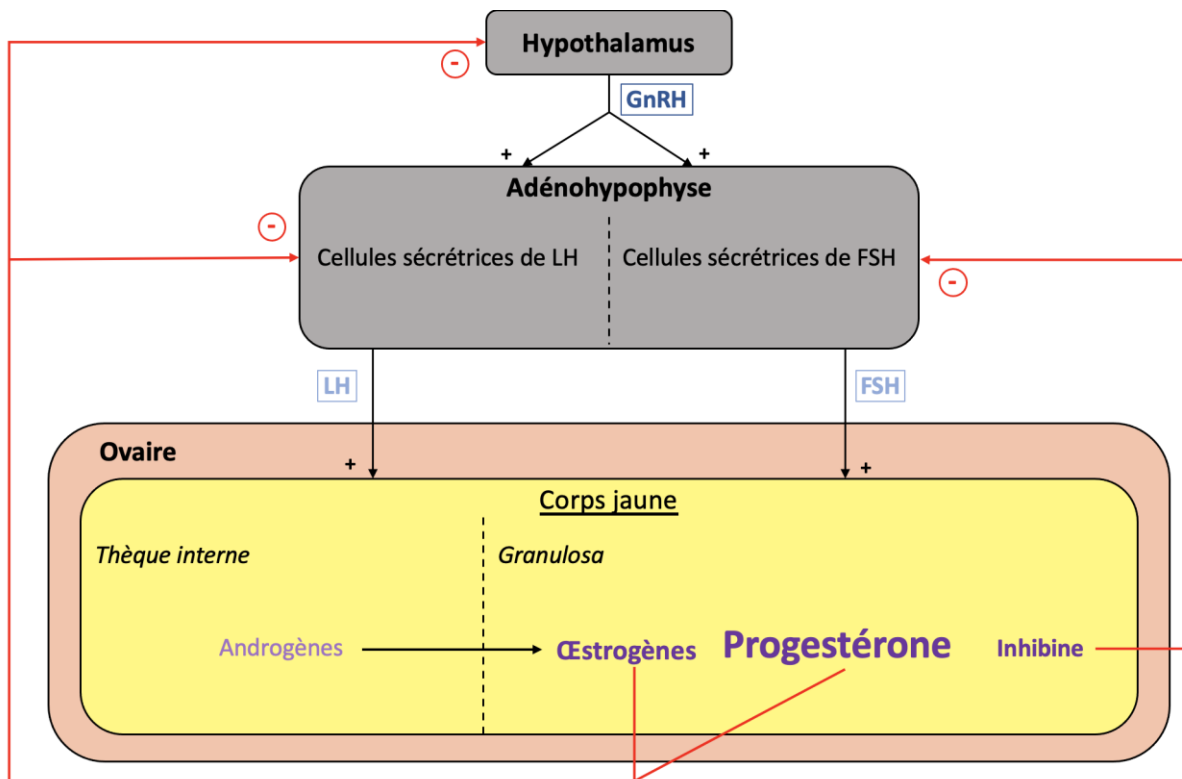 Hypothalamus
-
GnRH
+
+
Adénohypophyse
-
Cellules sécrétrices de LH
Cellules sécrétrices de FSH
-
LH
FSH
Ovaire
+
+
Corps jaune
Thèque interne
Granulosa
Androgènes
Œstrogènes
Progestérone
Inhibine